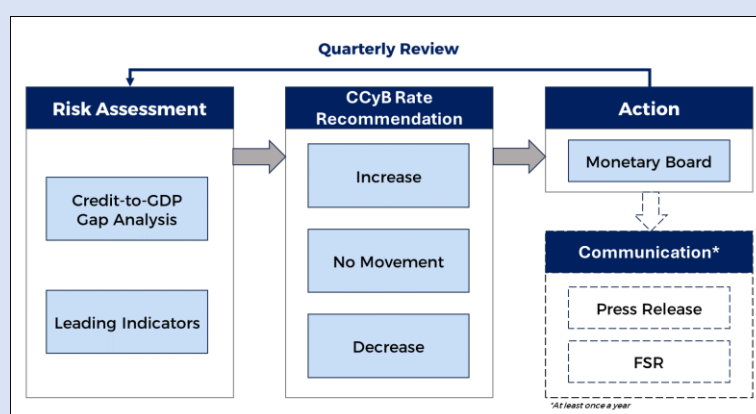 Quarterly Review
Risk Assessment
Credit-to-GDP
Gap Analysis
Leading Indicators
CCyB Rate
Recommendation
Increase
No Movement
Decrease
Action
Monetary Board
Communication*
Press Release
FSR
*At least once a year